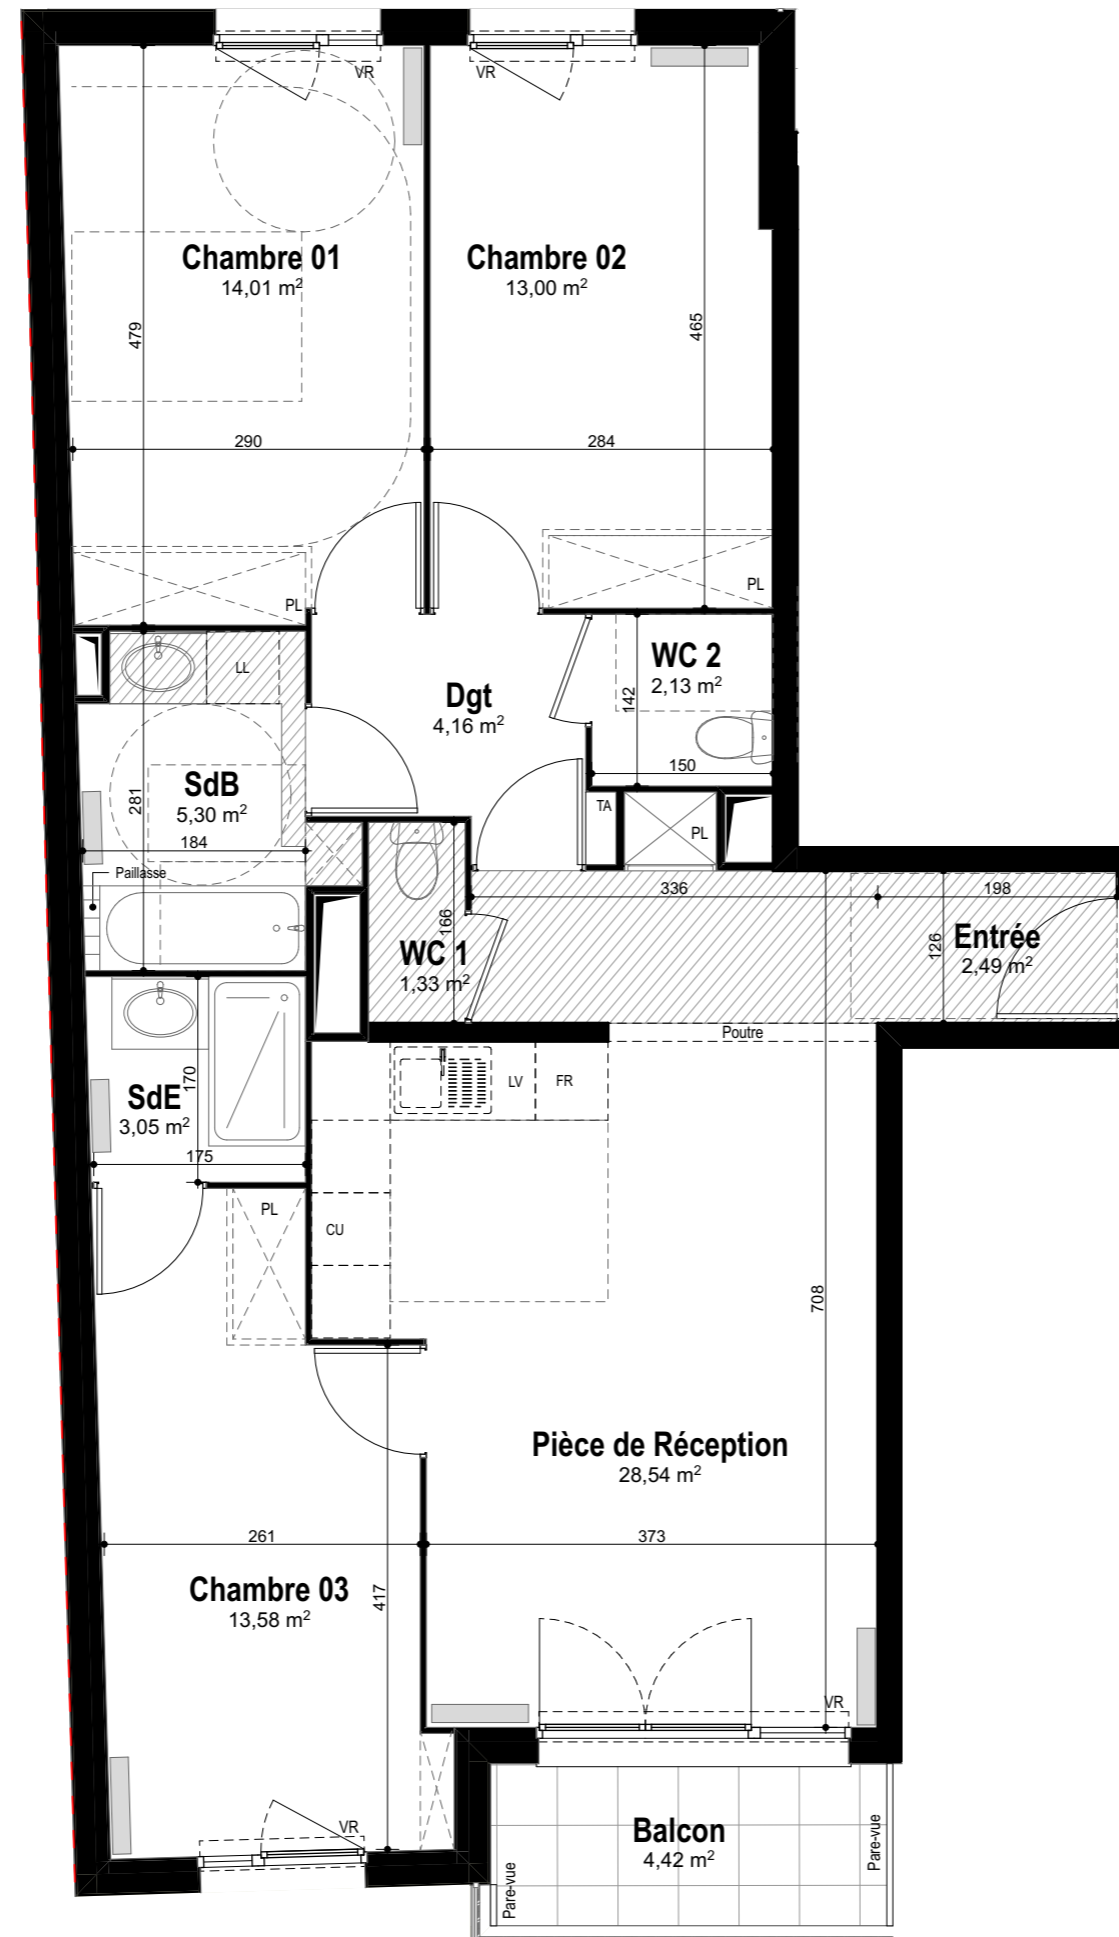 VR
VR
Chambre 01
14,01 m²
Chambre 02
13,00 m²
479
465
290
284
PL
PL
LL
Dgt
4,16 m²
WC 2
2,13 m²
142
150
SdB
5,30 m²
281
184
TA
PL
Paillasse
336
198
166
WC 1
1,33 m²
126
Entrée
2,49 m²
Poutre
LV
FR
SdE
3,05 m²
170
175
PL
CU
708
Pièce de Réception
28,54 m²
261
373
Chambre 03
13,58 m²
417
VR
VR
Balcon
4,42 m²
Pare-vue
Pare-vue